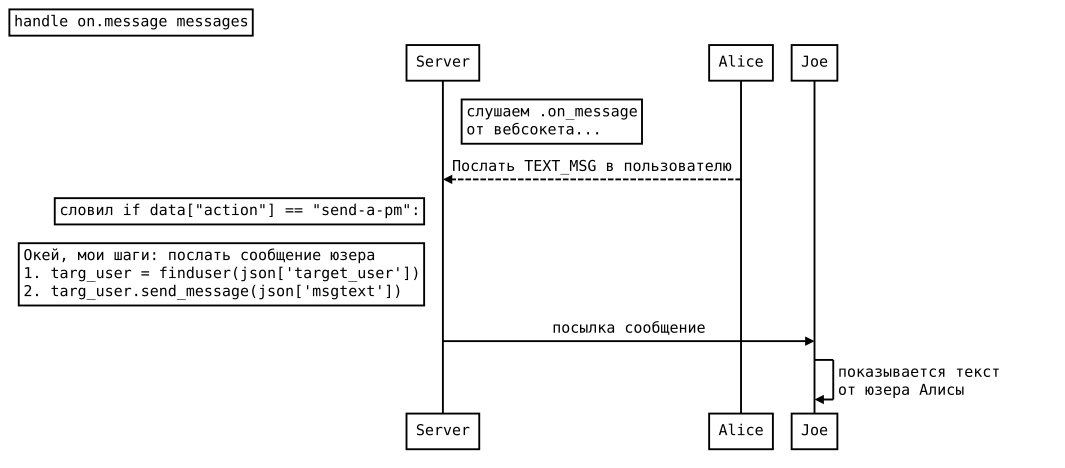 handle on.message messages
Server
Alice
Joe
слушаем .on_message
от вебсокета...
Послать TEXT_MSG в пользователю
словил if data["action"] == "send-a-pm":
Окей, мои шаги: послать сообщение юзера
1. targ_user = finduser(json['target_user'])
2. targ_user.send_message(json['msgtext'])
посылка сообщение
показывается текст
от юзера Алисы
Server
Alice
Joe